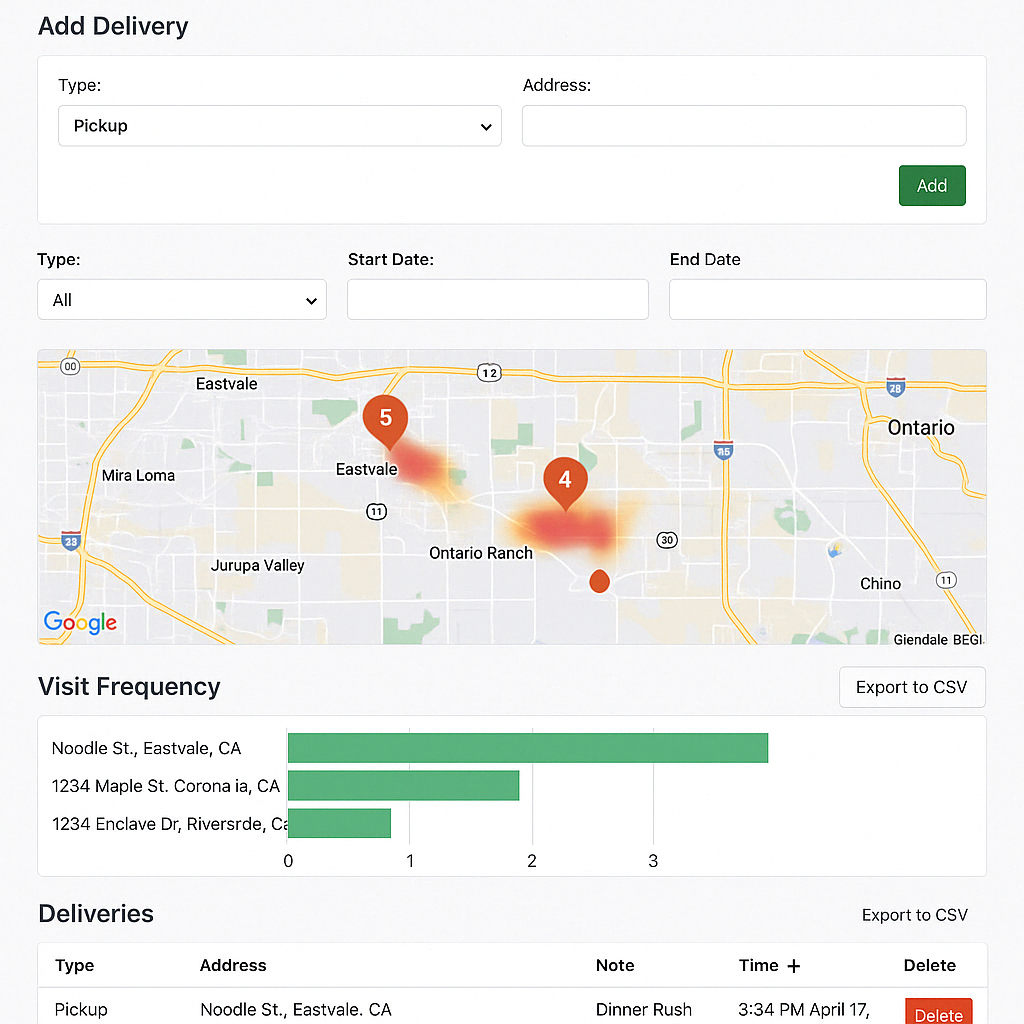 Add Delivery
Type:
Address:
Pickup
Add
Type:
Start Date:
End Date
All
00
Eastvale
12
28
5
Ontario
15
Eastvale
Mira Loma
4
11
30
23
Ontario Ranch
Jurupa Valley
Chino
11
Google
Giendale BEGI
Visit Frequency
Export to CSV
Noodle St., Eastvale, CA
1234 Maple St. Corona ia, CA
1234 Enclave Dr, Riversrde, Ca
0 1 2 3
Deliveries
Export to CSV
Type Address Note Time + Delete
Pickup Noodle St., Eastvale. CA Dinner Rush 3:34 PM April 17, Delete